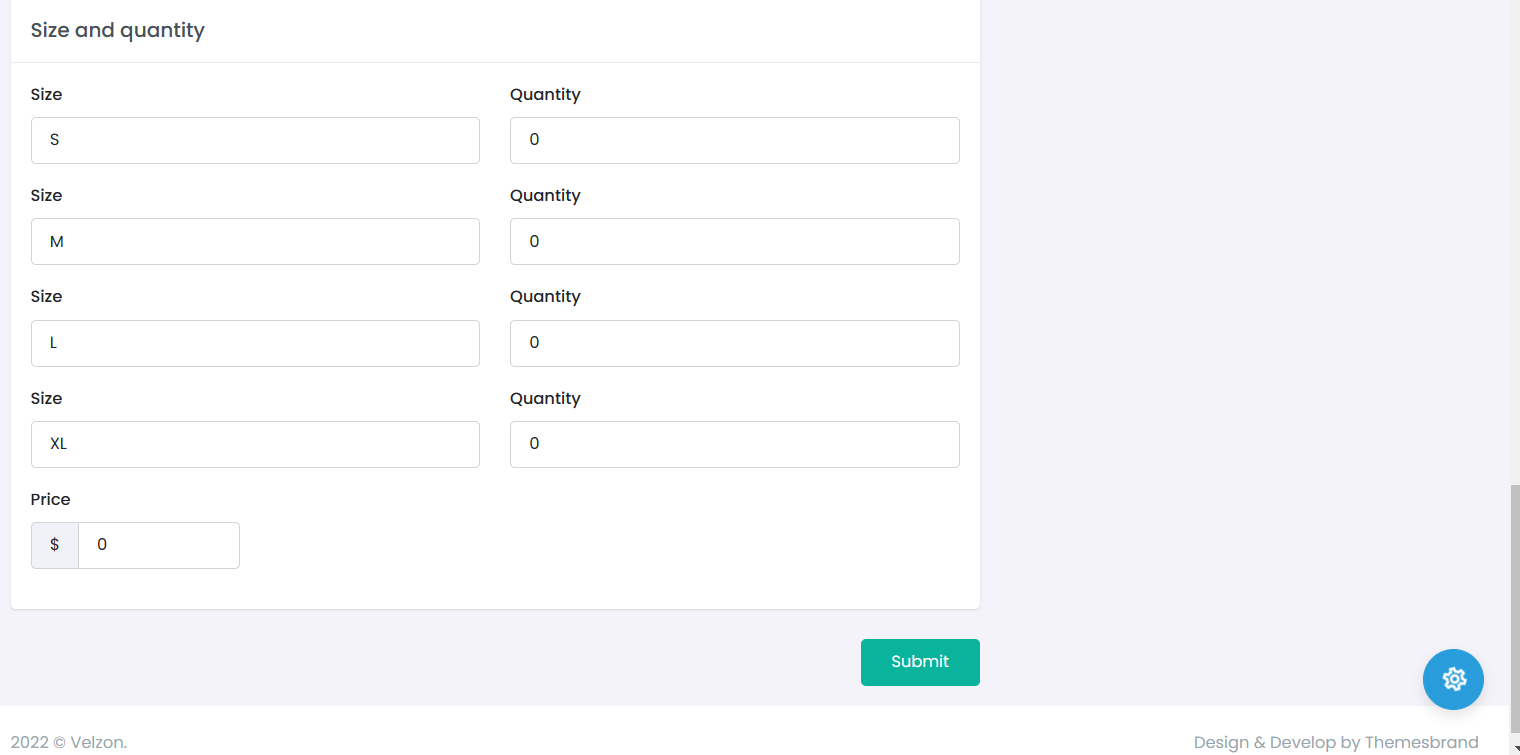 Size and quantity
Size Quantity
S 0
Size Quantity
M 0
Size Quantity
L 0
Size Quantity
XL 0
Price
$ 0
Submit
2022 © Velzon. Design & Develop by Themesbrand